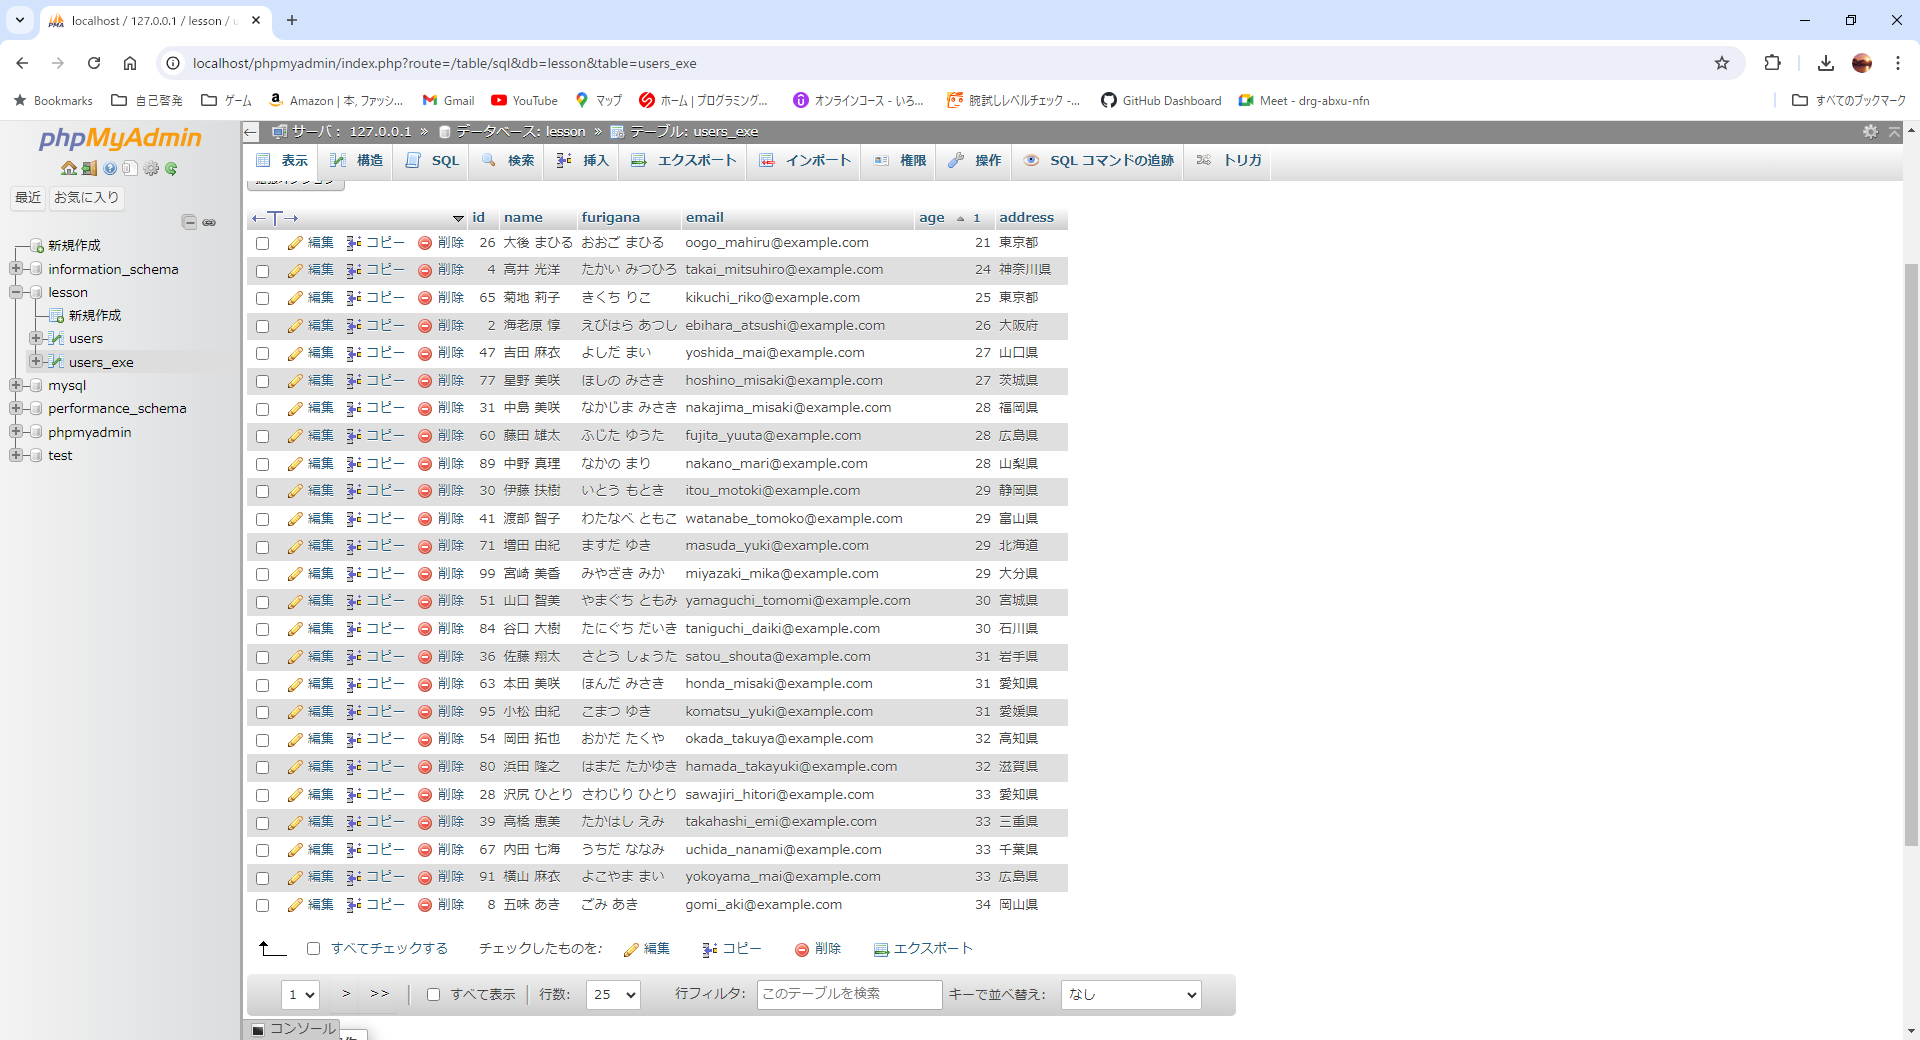 localhost / 127.0.0.1 / lesson / u
localhost/phpmyadmin/index.php?route=/table/sql&db=lesson&table=users_exe
Bookmarks 自己啓発 ゲーム Amazon | 本, ファッシ... Gmail YouTube マップ ホーム | プログラミング... オンラインコース - いろ... 腕試しレベルチェック -... GitHub Dashboard Meet - drg-abxu-nfn すべてのブックマーク
phpMyAdmin
最近 お気に入り
新規作成
information_schema
lesson
新規作成
users
users_exe
mysql
performance_schema
phpmyadmin
test
サーバ: 127.0.0.1 » データベース: lesson » テーブル: users_exe
表示 構造 SQL 検索 挿入 エクスポート インポート 権限 操作 SQL コマンドの追跡 トリガ
←T→ id name furigana email age 1 address
編集 コピー 削除 26 大後 まひる おおご まひる oogo_mahiru@example.com 21 東京都
編集 コピー 削除 4 高井 光洋 たかい みつひろ takai_mitsuhiro@example.com 24 神奈川県
編集 コピー 削除 65 菊地 莉子 きくち りこ kikuchi_riko@example.com 25 東京都
編集 コピー 削除 2 海老原 惇 えびはら あつし ebihara_atsushi@example.com 26 大阪府
編集 コピー 削除 47 吉田 麻衣 よしだ まい yoshida_mai@example.com 27 山口県
編集 コピー 削除 77 星野 美咲 ほしの みさき hoshino_misaki@example.com 27 茨城県
編集 コピー 削除 31 中島 美咲 なかじま みさき nakajima_misaki@example.com 28 福岡県
編集 コピー 削除 60 藤田 雄太 ふじた ゆうた fujita_yuuta@example.com 28 広島県
編集 コピー 削除 89 中野 真理 なかの まり nakano_mari@example.com 28 山梨県
編集 コピー 削除 30 伊藤 扶樹 いとう もとき itou_motoki@example.com 29 静岡県
編集 コピー 削除 41 渡部 智子 わたなべ ともこ watanabe_tomoko@example.com 29 富山県
編集 コピー 削除 71 増田 由紀 ますだ ゆき masuda_yuki@example.com 29 北海道
編集 コピー 削除 99 宮崎 美香 みやざき みか miyazaki_mika@example.com 29 大分県
編集 コピー 削除 51 山口 智美 やまぐち ともみ yamaguchi_tomomi@example.com 30 宮城県
編集 コピー 削除 84 谷口 大樹 たにぐち だいき taniguchi_daiki@example.com 30 石川県
編集 コピー 削除 36 佐藤 翔太 さとう しょうた satou_shouta@example.com 31 岩手県
編集 コピー 削除 63 本田 美咲 ほんだ みさき honda_misaki@example.com 31 愛知県
編集 コピー 削除 95 小松 由紀 こまつ ゆき komatsu_yuki@example.com 31 愛媛県
編集 コピー 削除 54 岡田 拓也 おかだ たくや okada_takuya@example.com 32 高知県
編集 コピー 削除 80 浜田 隆之 はまだ たかゆき hamada_takayuki@example.com 32 滋賀県
編集 コピー 削除 28 沢尻 ひとり さわじり ひとり sawajiri_hitori@example.com 33 愛知県
編集 コピー 削除 39 高橋 恵美 たかはし えみ takahashi_emi@example.com 33 三重県
編集 コピー 削除 67 内田 七海 うちだ ななみ uchida_nanami@example.com 33 千葉県
編集 コピー 削除 91 横山 麻衣 よこやま まい yokoyama_mai@example.com 33 広島県
編集 コピー 削除 8 五味 あき ごみ あき gomi_aki@example.com 34 岡山県
すべてチェックする チェックしたものを: 編集 コピー 削除 エクスポート
1 > >> すべて表示 行数: 25 行フィルタ: このテーブルを検索 キーで並べ替え: なし
コンソール